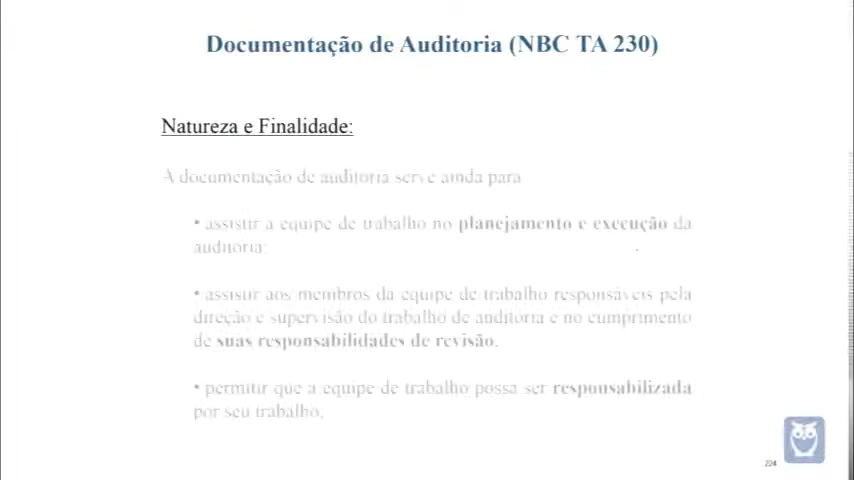 Documentação de Auditoria (NBC TA 230)
Natureza e Finalidade:
A documentação de auditoria serve ainda para
• assistir a equipe de trabalho no planejamento e execução da
auditoria;
• assistir aos membros da equipe de trabalho responsáveis pela
direção e supervisão do trabalho de auditoria e no cumprimento
de suas responsabilidades de revisão.
• permitir que a equipe de trabalho possa ser responsabilizada
por seu trabalho;
224